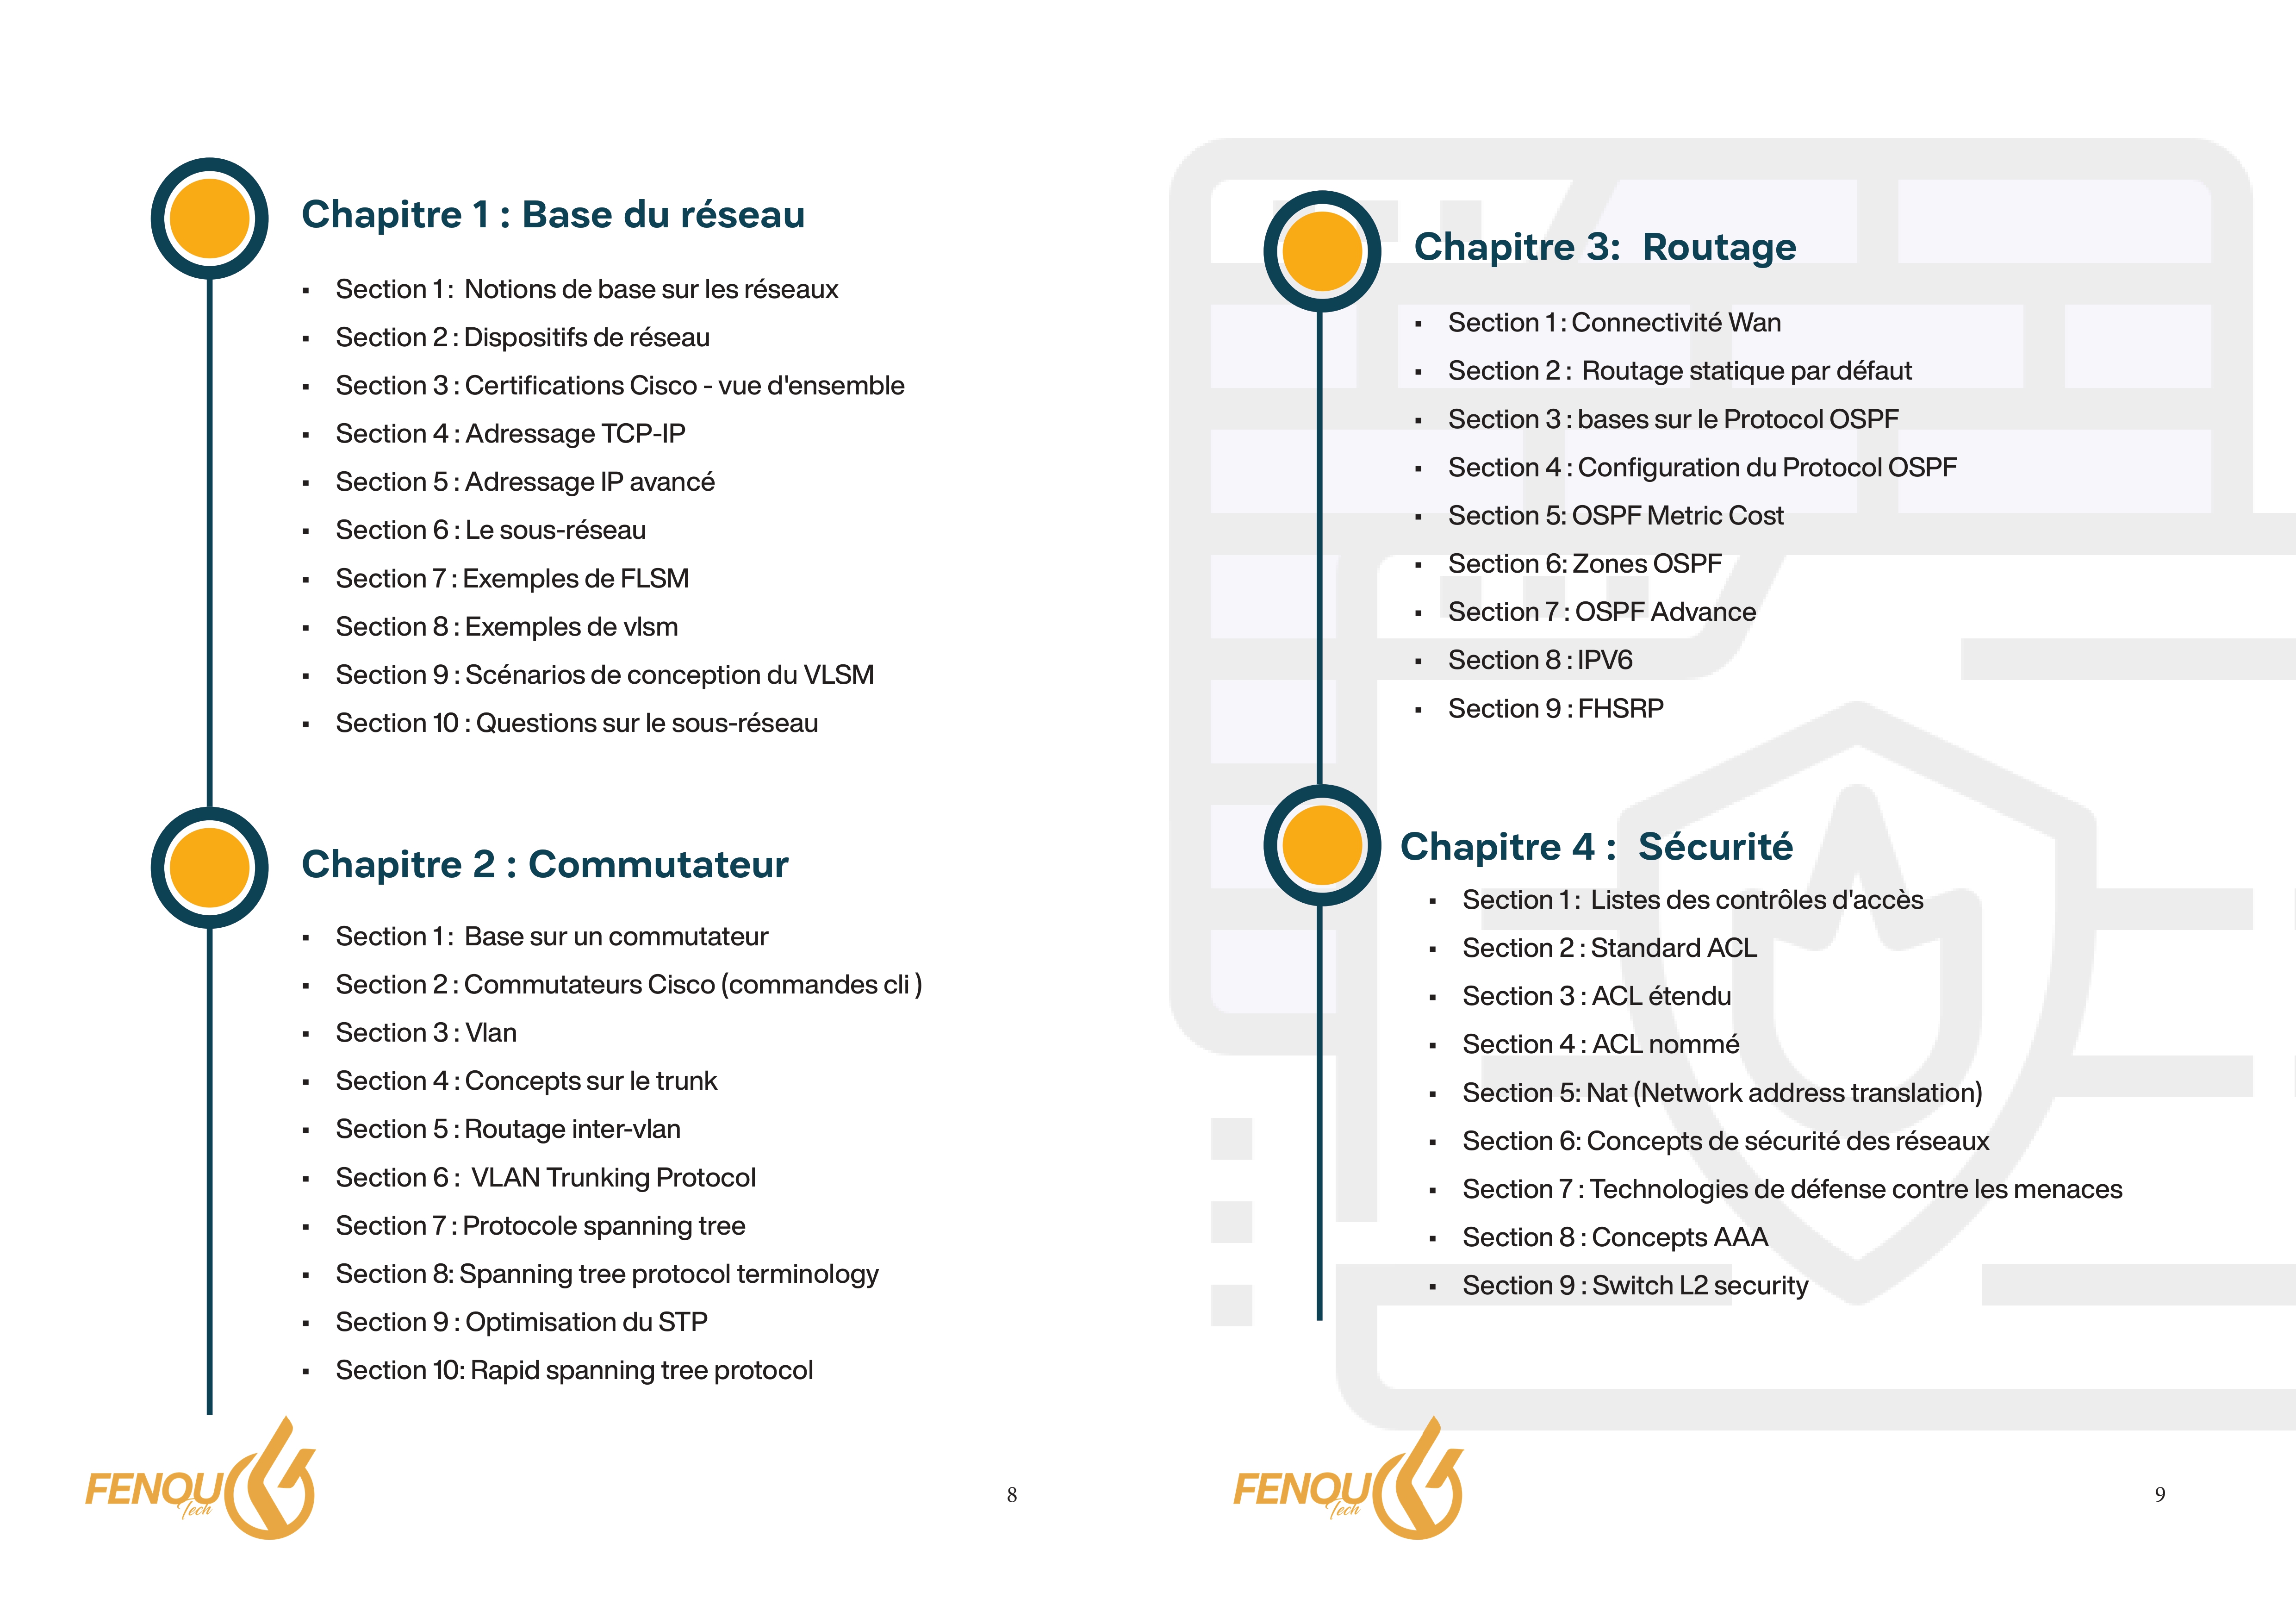 Chapitre 1 : Base du réseau
▪ Section 1 : Notions de base sur les réseaux
▪ Section 2 : Dispositifs de réseau
▪ Section 3 : Certifications Cisco - vue d'ensemble
▪ Section 4 : Adressage TCP-IP
▪ Section 5 : Adressage IP avancé
▪ Section 6 : Le sous-réseau
▪ Section 7 : Exemples de FLSM
▪ Section 8 : Exemples de vlsm
▪ Section 9 : Scénarios de conception du VLSM
▪ Section 10 : Questions sur le sous-réseau
Chapitre 2 : Commutateur
▪ Section 1 : Base sur un commutateur
▪ Section 2 : Commutateurs Cisco (commandes cli )
▪ Section 3 : Vlan
▪ Section 4 : Concepts sur le trunk
▪ Section 5 : Routage inter-vlan
▪ Section 6 : VLAN Trunking Protocol
▪ Section 7 : Protocole spanning tree
▪ Section 8: Spanning tree protocol terminology
▪ Section 9 : Optimisation du STP
▪ Section 10: Rapid spanning tree protocol
FENOU
Tech
8
Chapitre 3: Routage
▪ Section 1 : Connectivité Wan
▪ Section 2 : Routage statique par défaut
▪ Section 3 : bases sur le Protocol OSPF
▪ Section 4 : Configuration du Protocol OSPF
▪ Section 5: OSPF Metric Cost
▪ Section 6: Zones OSPF
▪ Section 7 : OSPF Advance
▪ Section 8 : IPV6
▪ Section 9 : FHSRP
Chapitre 4 : Sécurité
▪ Section 1 : Listes des contrôles d'accès
▪ Section 2 : Standard ACL
▪ Section 3 : ACL étendu
▪ Section 4 : ACL nommé
▪ Section 5: Nat (Network address translation)
▪ Section 6: Concepts de sécurité des réseaux
▪ Section 7 : Technologies de défense contre les menaces
▪ Section 8 : Concepts AAA
▪ Section 9 : Switch L2 security
FENOU
Tech
9